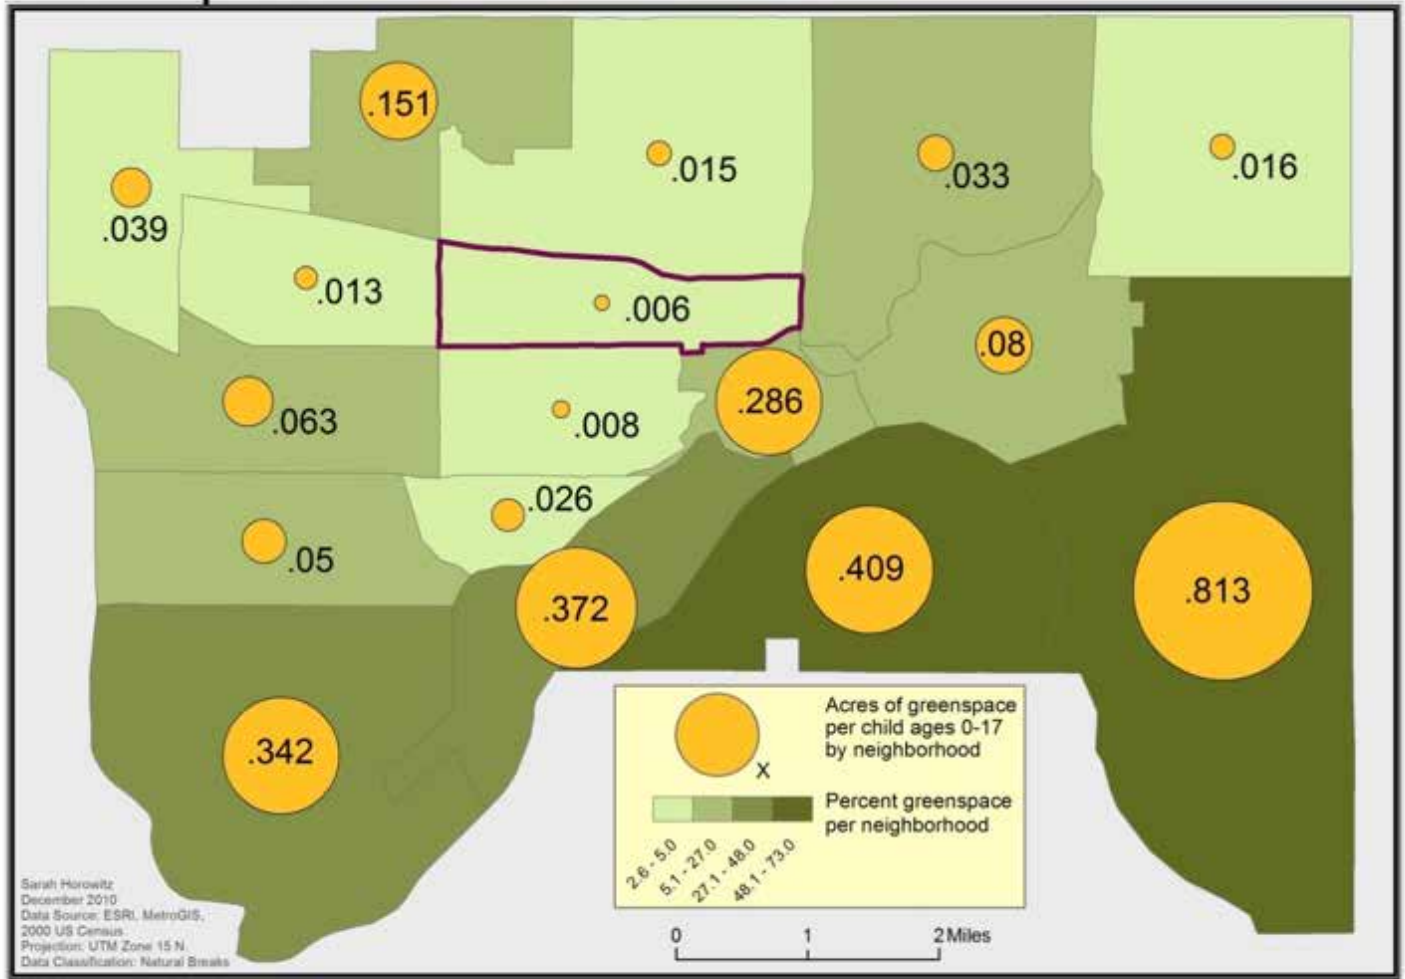 .151
.015
.033
.016
.039
.013
.006
.08
.286
.063
.008
.026
.05
.372
.409
.813
.342
Acres of greenspace
per child ages 0-17
by neighborhood
x
Percent greenspace
per neighborhood
2.6 - 5.0
5.1 - 27.0
27.1 - 48.0
48.1 - 73.0
Sarah Horowitz
December 2010
Data Source: ESRI, MetroGIS,
2000 US Census
Projection: UTM Zone 15 N.
Data Classification: Natural Breaks
0 1 2 Miles